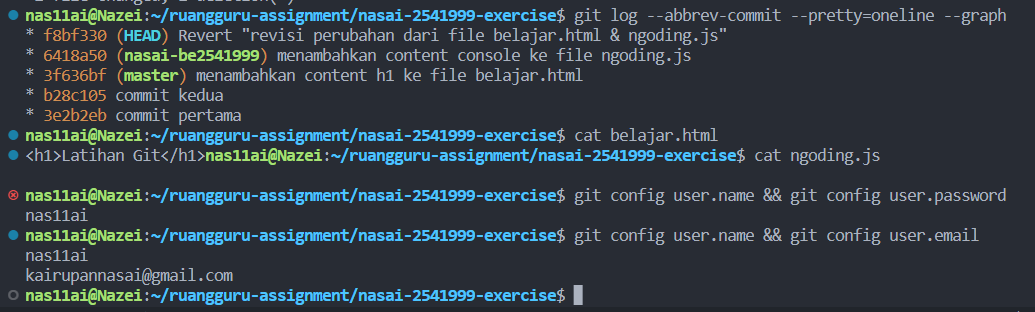 nas11ai@Nazei:~/ruangguru-assignment/nasai-2541999-exercise$ git log --abbrev-commit --pretty=oneline --graph
* f8bf330 (HEAD) Revert "revisi perubahan dari file belajar.html & ngoding.js"
* 6418a50 (nasai-be2541999) menambahkan content console ke file ngoding.js
* 3f636bf (master) menambahkan content h1 ke file belajar.html
* b28c105 commit kedua
* 3e2b2eb commit pertama
nas11ai@Nazei:~/ruangguru-assignment/nasai-2541999-exercise$ cat belajar.html
<h1>Latihan Git</h1>nas11ai@Nazei:~/ruangguru-assignment/nasai-2541999-exercise$ cat ngoding.js
nas11ai@Nazei:~/ruangguru-assignment/nasai-2541999-exercise$ git config user.name && git config user.password
nas11ai
nas11ai@Nazei:~/ruangguru-assignment/nasai-2541999-exercise$ git config user.name && git config user.email
nas11ai
kairupannasai@gmail.com
nas11ai@Nazei:~/ruangguru-assignment/nasai-2541999-exercise$